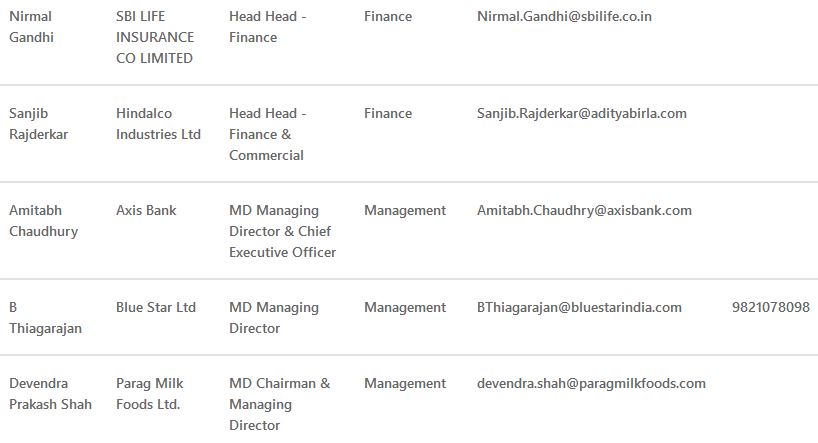 Nirmal Gandhi	SBI LIFE INSURANCE CO LIMITED	Head Head - Finance	Finance	Nirmal.Gandhi@sbilife.co.in
Sanjib Rajderkar	Hindalco Industries Ltd	Head Head - Finance & Commercial	Finance	Sanjib.Rajderkar@adityabirla.com
Amitabh Chaudhury	Axis Bank	MD Managing Director & Chief Executive Officer	Management	Amitabh.Chaudhry@axisbank.com
B Thiagarajan	Blue Star Ltd	MD Managing Director	Management	BThiagarajan@bluestarindia.com	9821078098
Devendra Prakash Shah	Parag Milk Foods Ltd.	MD Chairman & Managing Director	Management	devendra.shah@paragmilkfoods.com